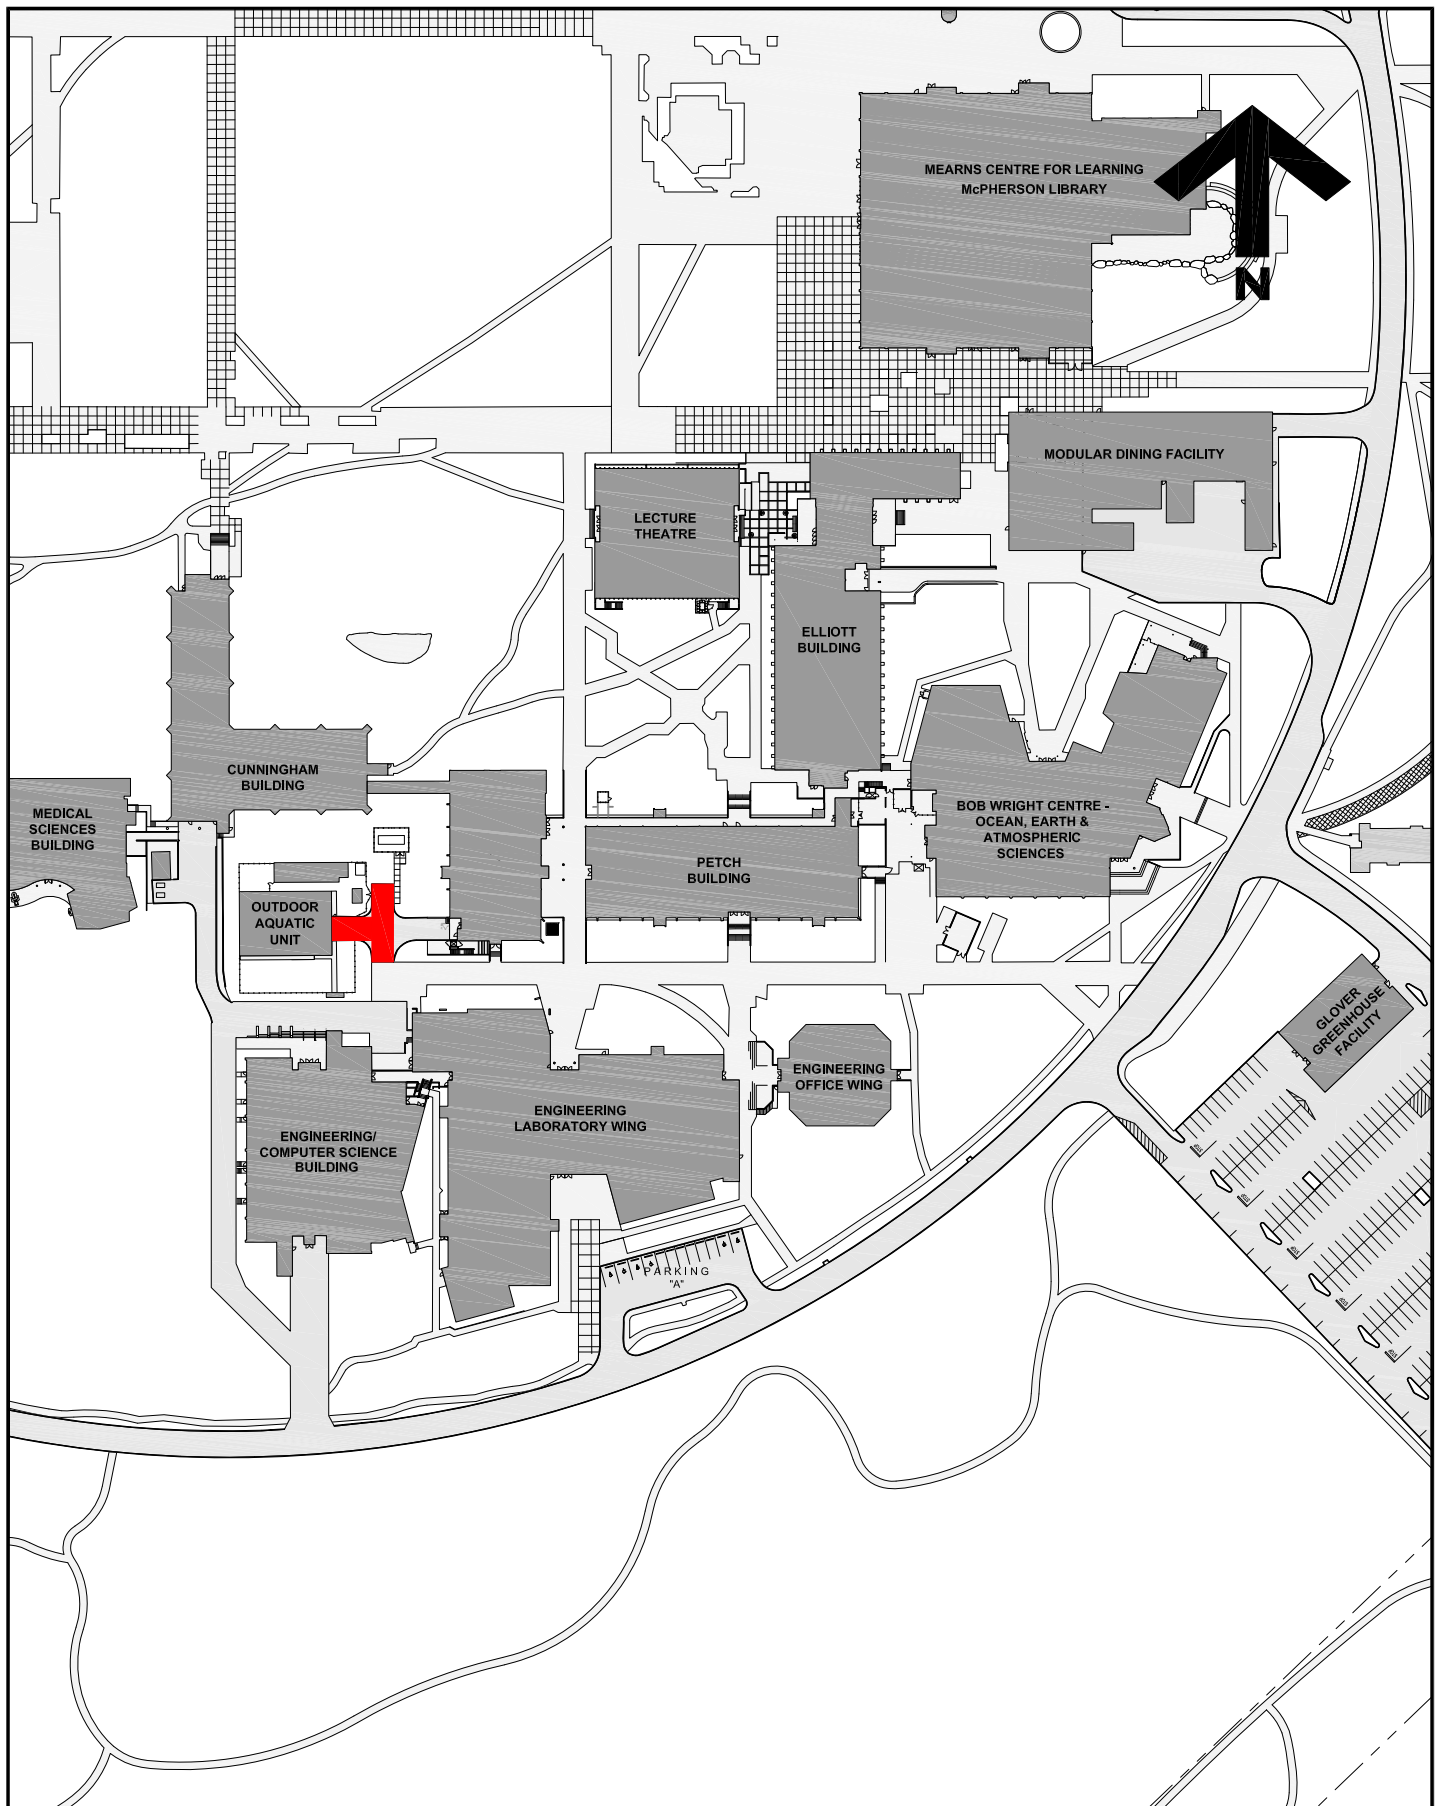 MEARNS CENTRE FOR LEARNING
McPHERSON LIBRARY
N
MODULAR DINING FACILITY
LECTURE
THEATRE
ELLIOTT
BUILDING
CUNNINGHAM
BUILDING
MEDICAL
SCIENCES
BUILDING
BOB WRIGHT CENTRE -
OCEAN, EARTH &
ATMOSPHERIC
SCIENCES
PETCH
BUILDING
OUTDOOR
AQUATIC
UNIT
GLOVER
GREENHOUSE
FACILITY
ENGINEERING
OFFICE WING
ENGINEERING
LABORATORY WING
ENGINEERING/
COMPUTER SCIENCE
BUILDING
PARKING
"A"